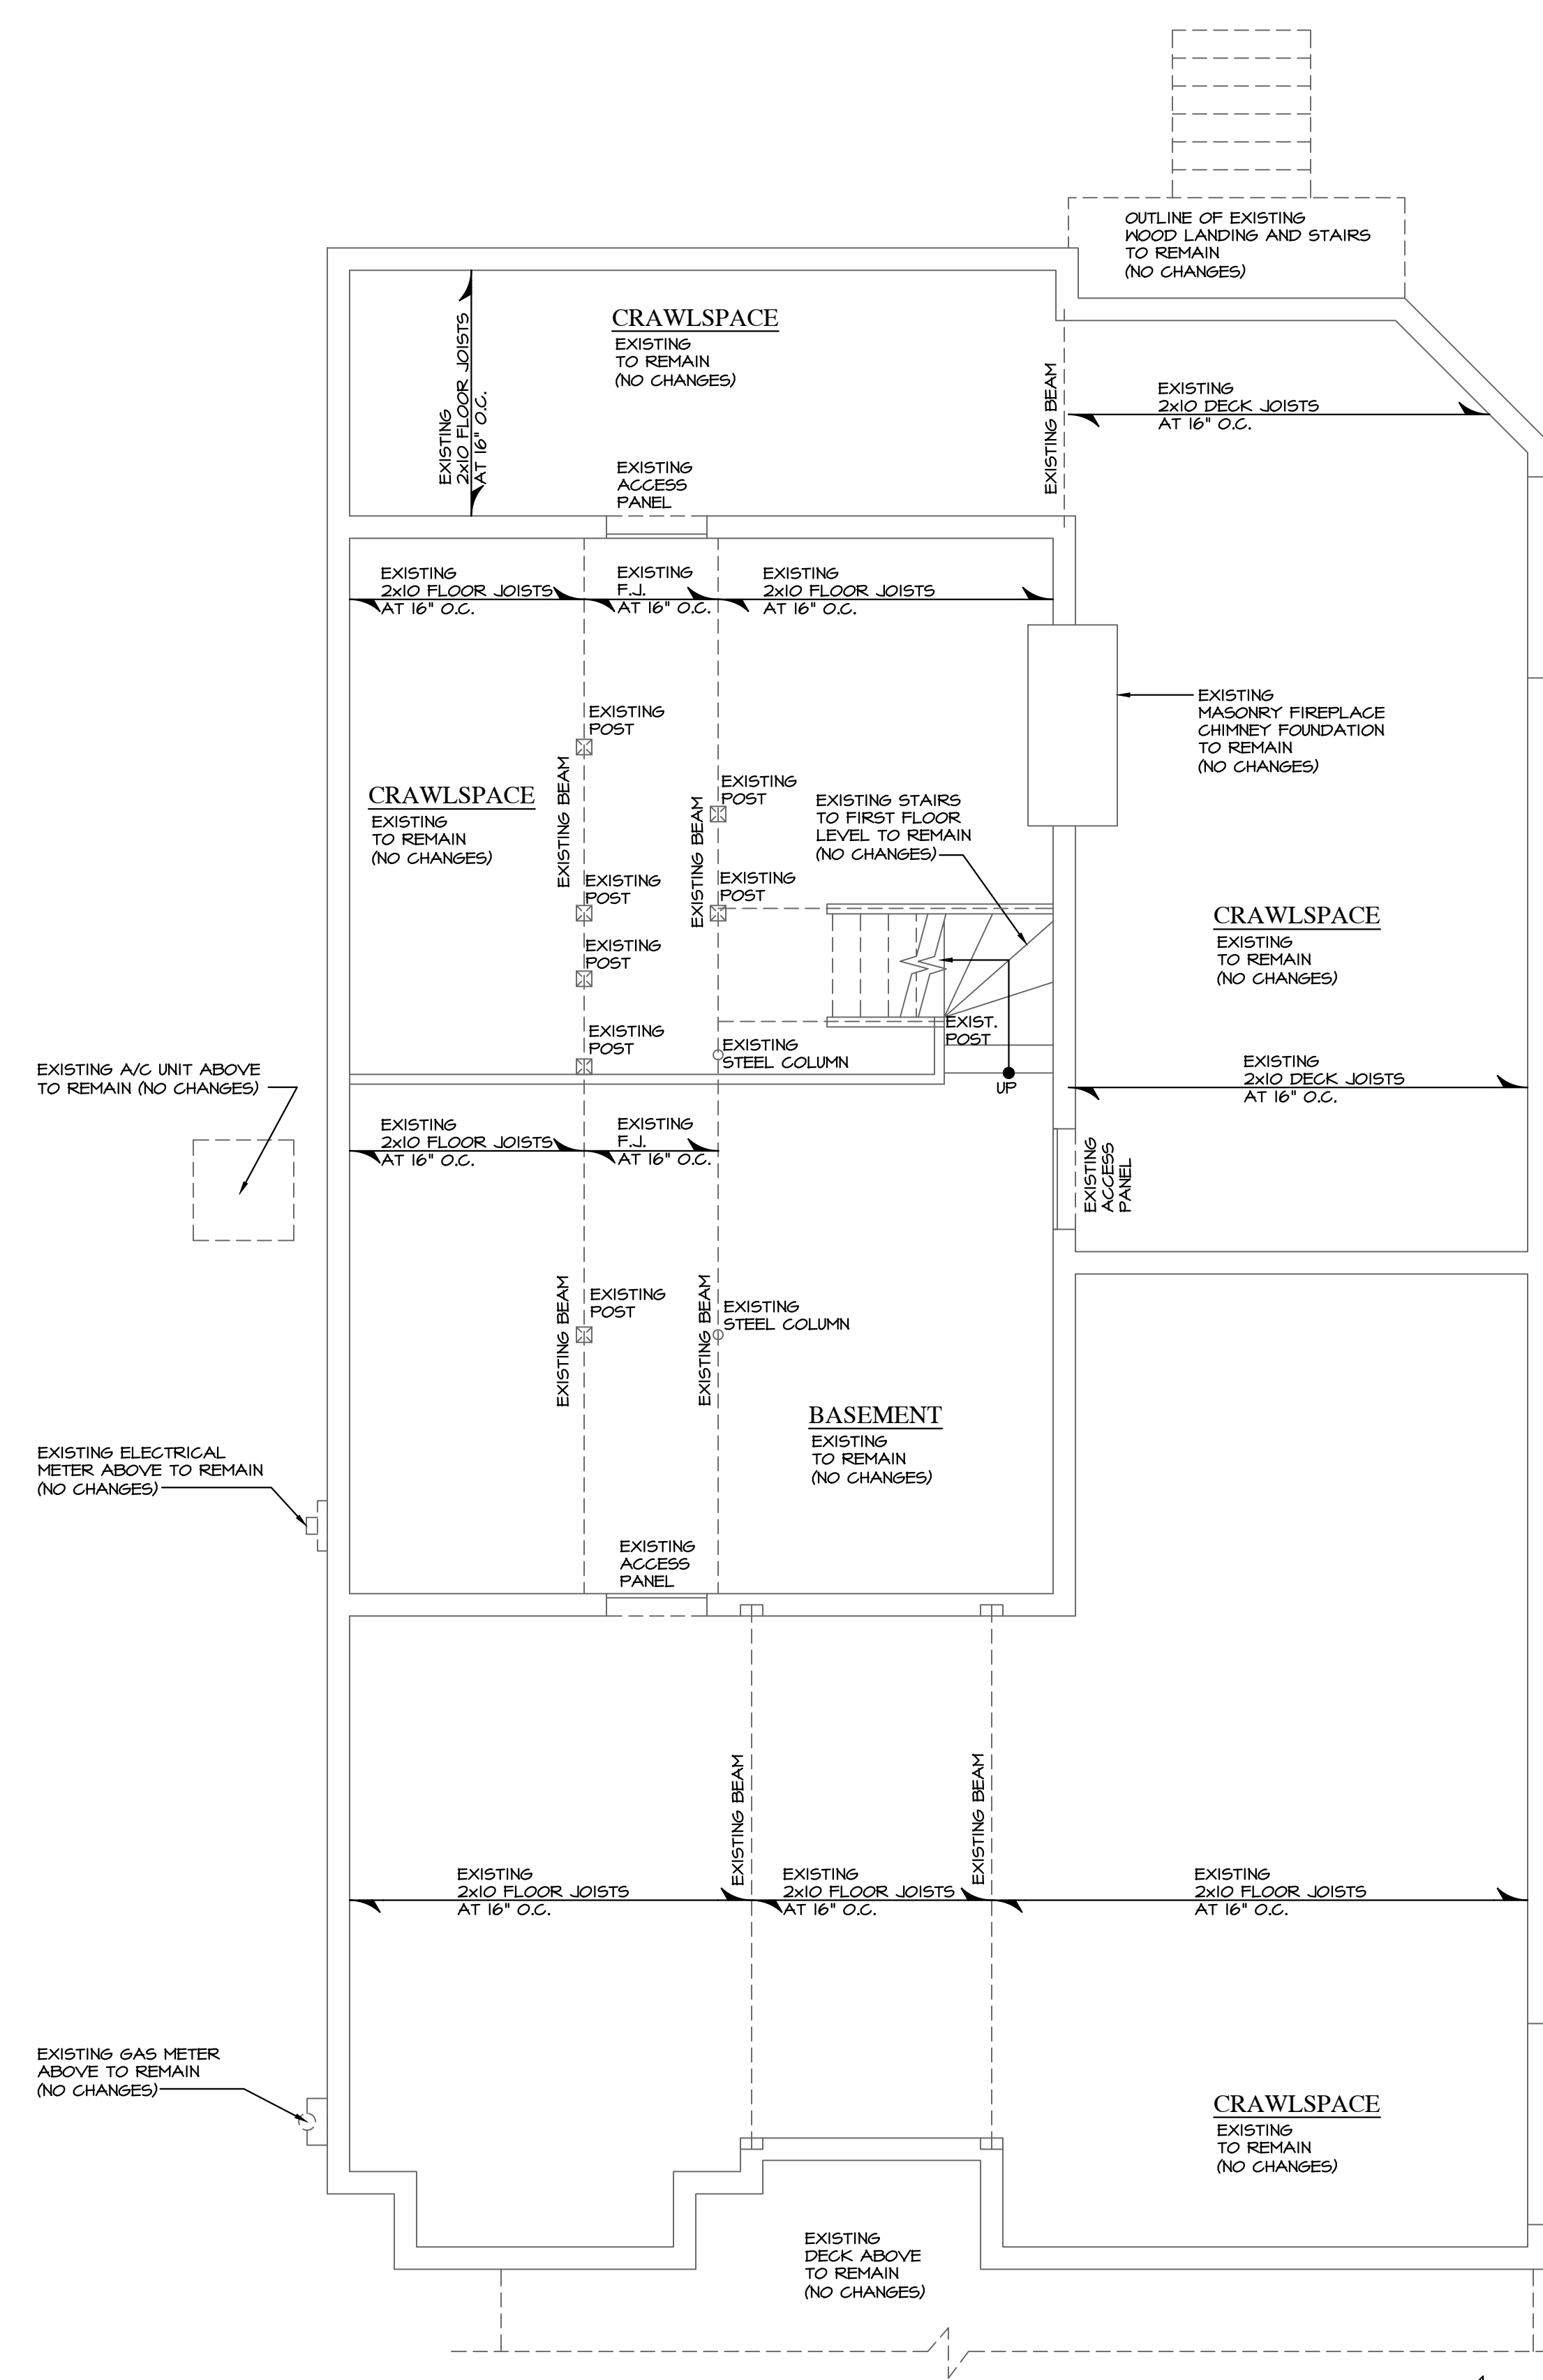 OUTLINE OF EXISTING
WOOD LANDING AND STAIRS
TO REMAIN
(NO CHANGES)
CRAWLSPACE
EXISTING
TO REMAIN
(NO CHANGES)
EXISTING
2x10 FLOOR JOISTS
AT 16" O.C.
EXISTING BEAM
EXISTING
2x10 DECK JOISTS
AT 16" O.C.
EXISTING
ACCESS
PANEL
EXISTING
2x10 FLOOR JOISTS
AT 16" O.C.
EXISTING
F.J.
AT 16" O.C.
EXISTING
2x10 FLOOR JOISTS
AT 16" O.C.
EXISTING
MASONRY FIREPLACE
CHIMNEY FOUNDATION
TO REMAIN
(NO CHANGES)
EXISTING
POST
EXISTING BEAM
CRAWLSPACE
EXISTING
TO REMAIN
(NO CHANGES)
EXISTING
POST
EXISTING BEAM
EXISTING STAIRS
TO FIRST FLOOR
LEVEL TO REMAIN
(NO CHANGES)
EXISTING
POST
EXISTING
POST
CRAWLSPACE
EXISTING
TO REMAIN
(NO CHANGES)
EXISTING
POST
EXISTING
POST
EXISTING
STEEL COLUMN
EXIST.
POST
UP
EXISTING A/C UNIT ABOVE
TO REMAIN (NO CHANGES)
EXISTING
2x10 DECK JOISTS
AT 16" O.C.
EXISTING
2x10 FLOOR JOISTS
AT 16" O.C.
EXISTING
F.J.
AT 16" O.C.
EXISTING
ACCESS
PANEL
EXISTING BEAM
EXISTING
POST
EXISTING BEAM
EXISTING
STEEL COLUMN
BASEMENT
EXISTING
TO REMAIN
(NO CHANGES)
EXISTING ELECTRICAL
METER ABOVE TO REMAIN
(NO CHANGES)
EXISTING
ACCESS
PANEL
EXISTING BEAM
EXISTING BEAM
EXISTING
2x10 FLOOR JOISTS
AT 16" O.C.
EXISTING
2x10 FLOOR JOISTS
AT 16" O.C.
EXISTING
2x10 FLOOR JOISTS
AT 16" O.C.
EXISTING GAS METER
ABOVE TO REMAIN
(NO CHANGES)
CRAWLSPACE
EXISTING
TO REMAIN
(NO CHANGES)
EXISTING
DECK ABOVE
TO REMAIN
(NO CHANGES)